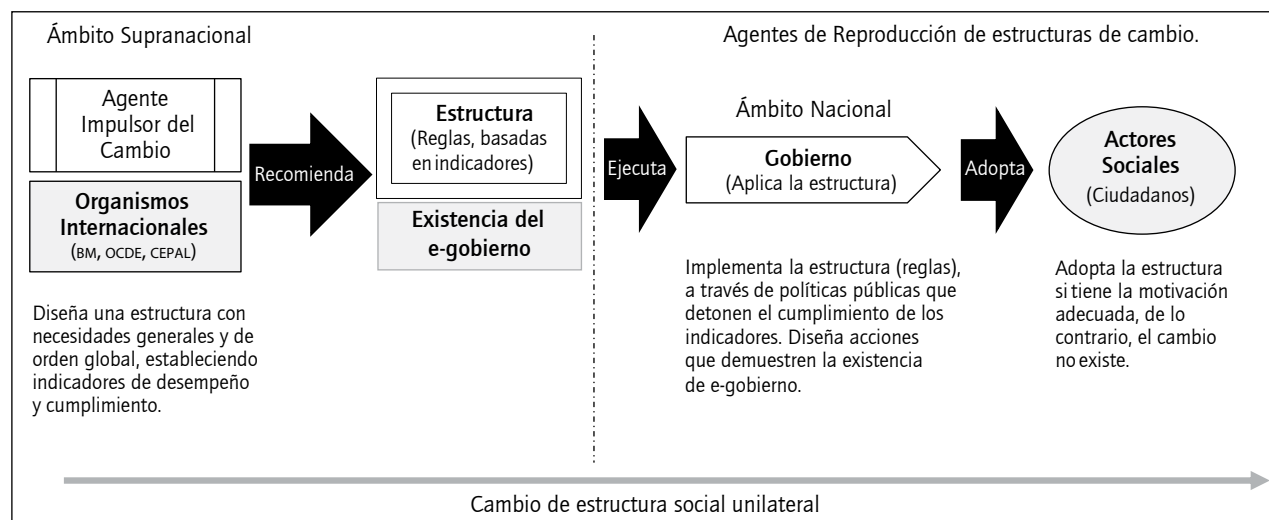 Ámbito Supranacional
Agente
Impulsor del
Cambio
Organismos
Internacionales
(BM, OCDE, CEPAL)
Diseña una estructura con
necesidades generales y de
orden global, estableciendo
indicadores de desempeño
y cumplimiento.
Recomienda
Estructura
(Reglas, basadas
en indicadores)
Existencia del
e-gobierno
Agentes de Reproducción de estructuras de cambio.
Ejecuta
Ámbito Nacional
Gobierno
(Aplica la estructura)
Implementa la estructura (reglas),
a través de políticas públicas que
detonen el cumplimiento de los
indicadores. Diseña acciones
que demuestren la existencia
de e-gobierno.
Adopta
Actores
Sociales
(Ciudadanos)
Adopta la estructura
si tiene la motivación
adecuada, de lo
contrario, el cambio
no existe.
Cambio de estructura social unilateral